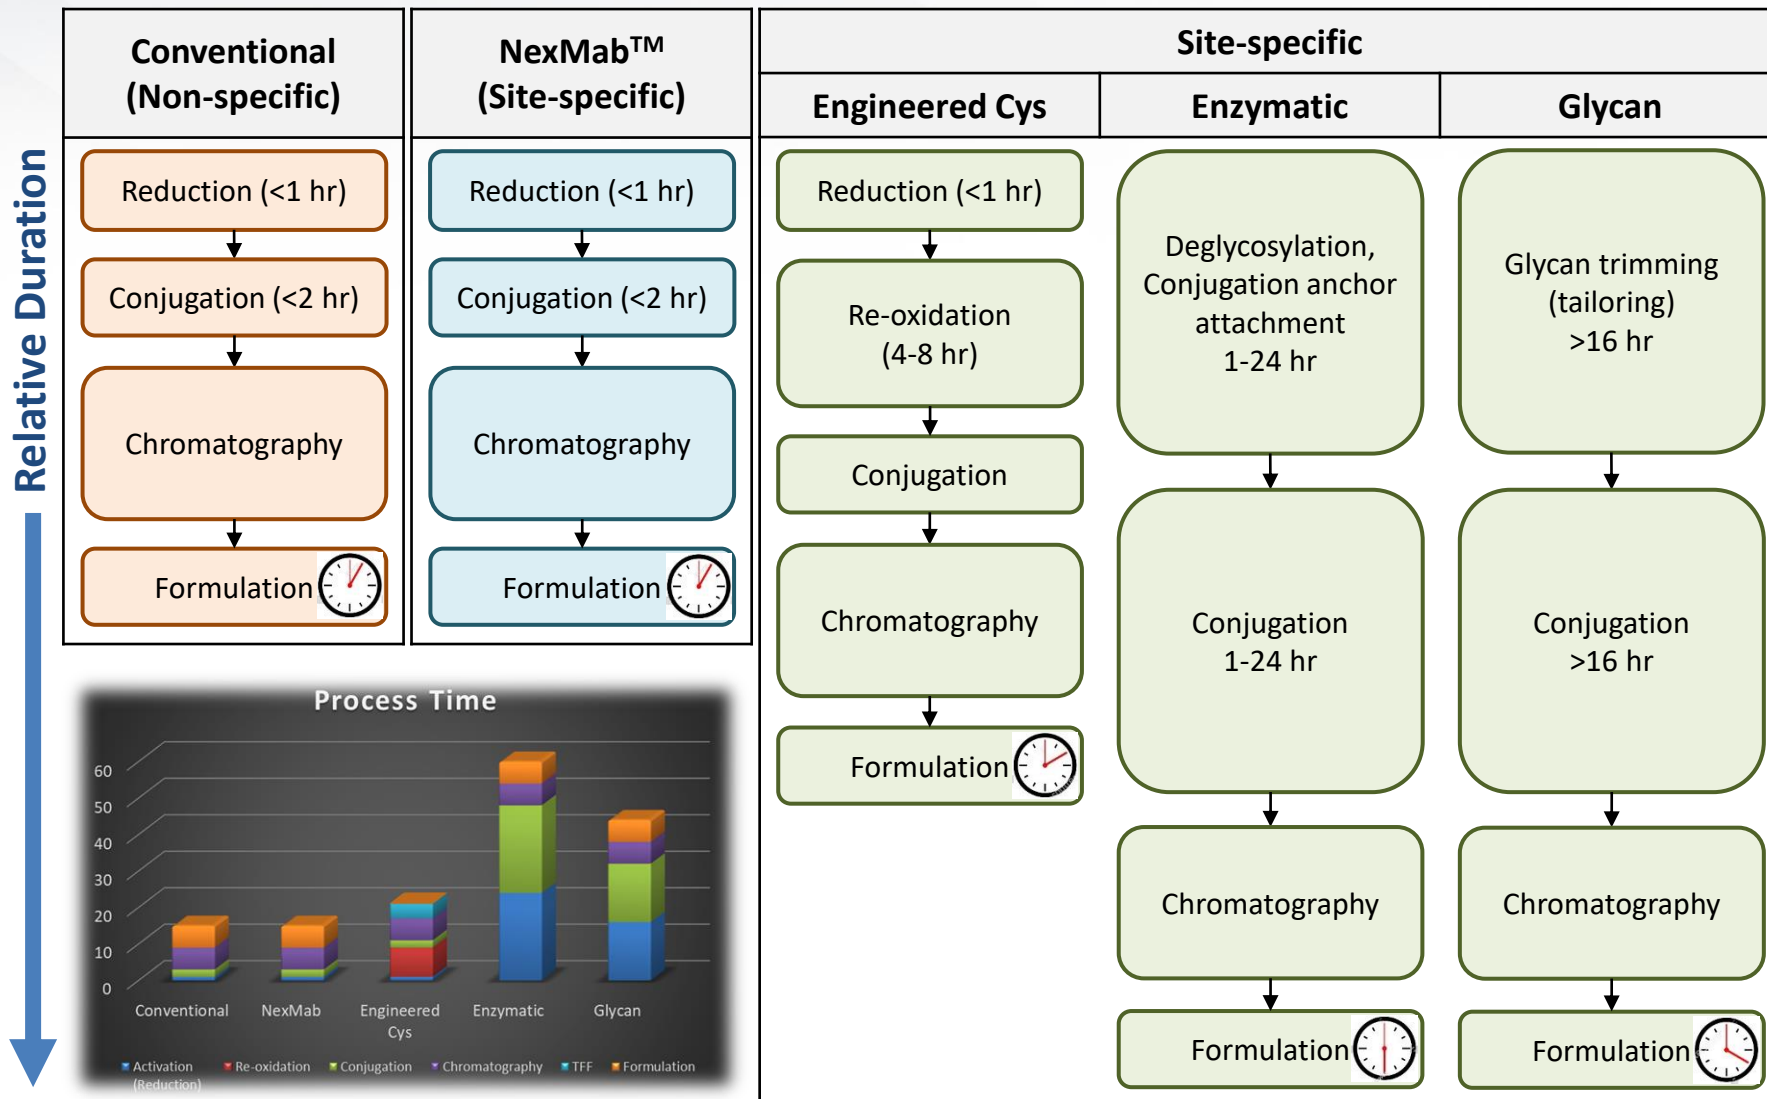 Relative Duration
Conventional
(Non-specific)
Reduction (<1 hr)
Conjugation (<2 hr)
Chromatography
Formulation
NexMab™
(Site-specific)
Reduction (<1 hr)
Conjugation (<2 hr)
Chromatography
Formulation
Site-specific
Engineered Cys
Reduction (<1 hr)
Re-oxidation
(4-8 hr)
Conjugation
Chromatography
Formulation
Enzymatic
Deglycosylation,
Conjugation anchor
attachment
1-24 hr
Conjugation
1-24 hr
Chromatography
Formulation
Glycan
Glycan trimming
(tailoring)
>16 hr
Conjugation
>16 hr
Chromatography
Formulation
Process Time
60
50
40
30
20
10
0
Conventional
NexMab
Engineered
Cys
Enzymatic
Glycan
Activation
(Reduction)
Re-oxidation
Conjugation
Chromatography
TFF
Formulation